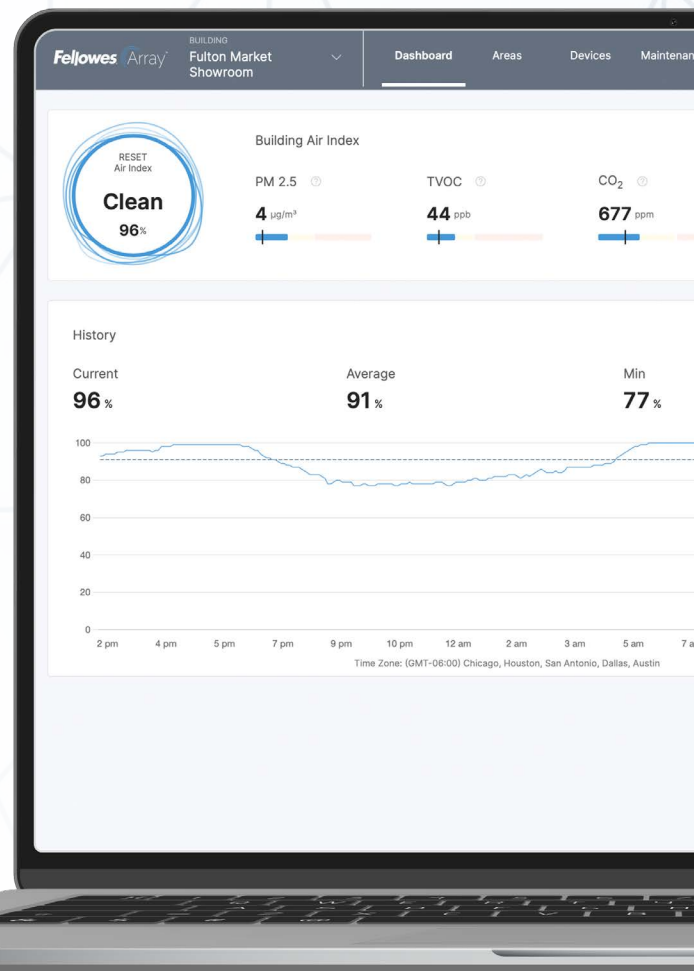 Fellowes Array™
BUILDING
Fulton Market
Showroom
Dashboard
Areas
Devices
RESET
Air Index
Clean
96%
Building Air Index
PM 2.5
4 µg/m³
TVOC
44 ppb
CO₂
677 ppm
History
Current
96 %
Average
91 %
Min
77 %
100
80
60
40
20
0
2 pm
4 pm
5 pm
7 pm
9 pm
10 pm
12 am
2 am
3 am
5 am
Time Zone: (GMT-06:00) Chicago, Houston, San Antonio, Dallas, Austin